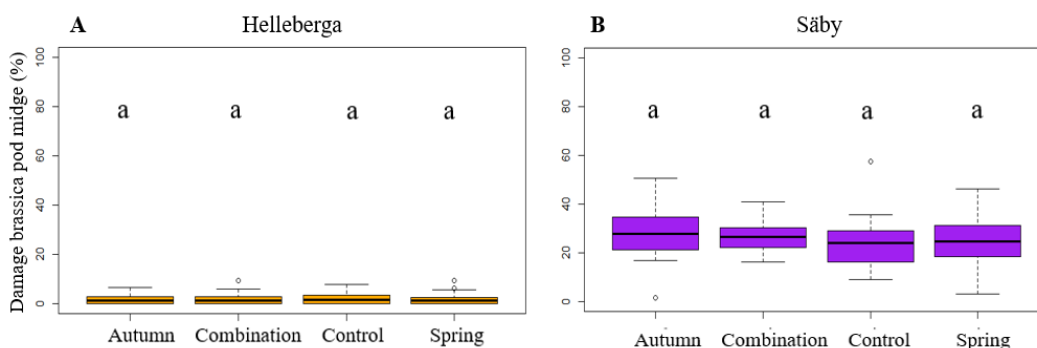 A Helleberga
Damage brassica pod midge (%)
100
80
60
40
20
0
a a a a
Autumn Combination Control Spring
B Säby
100
80
60
40
20
0
a a a a
Autumn Combination Control Spring